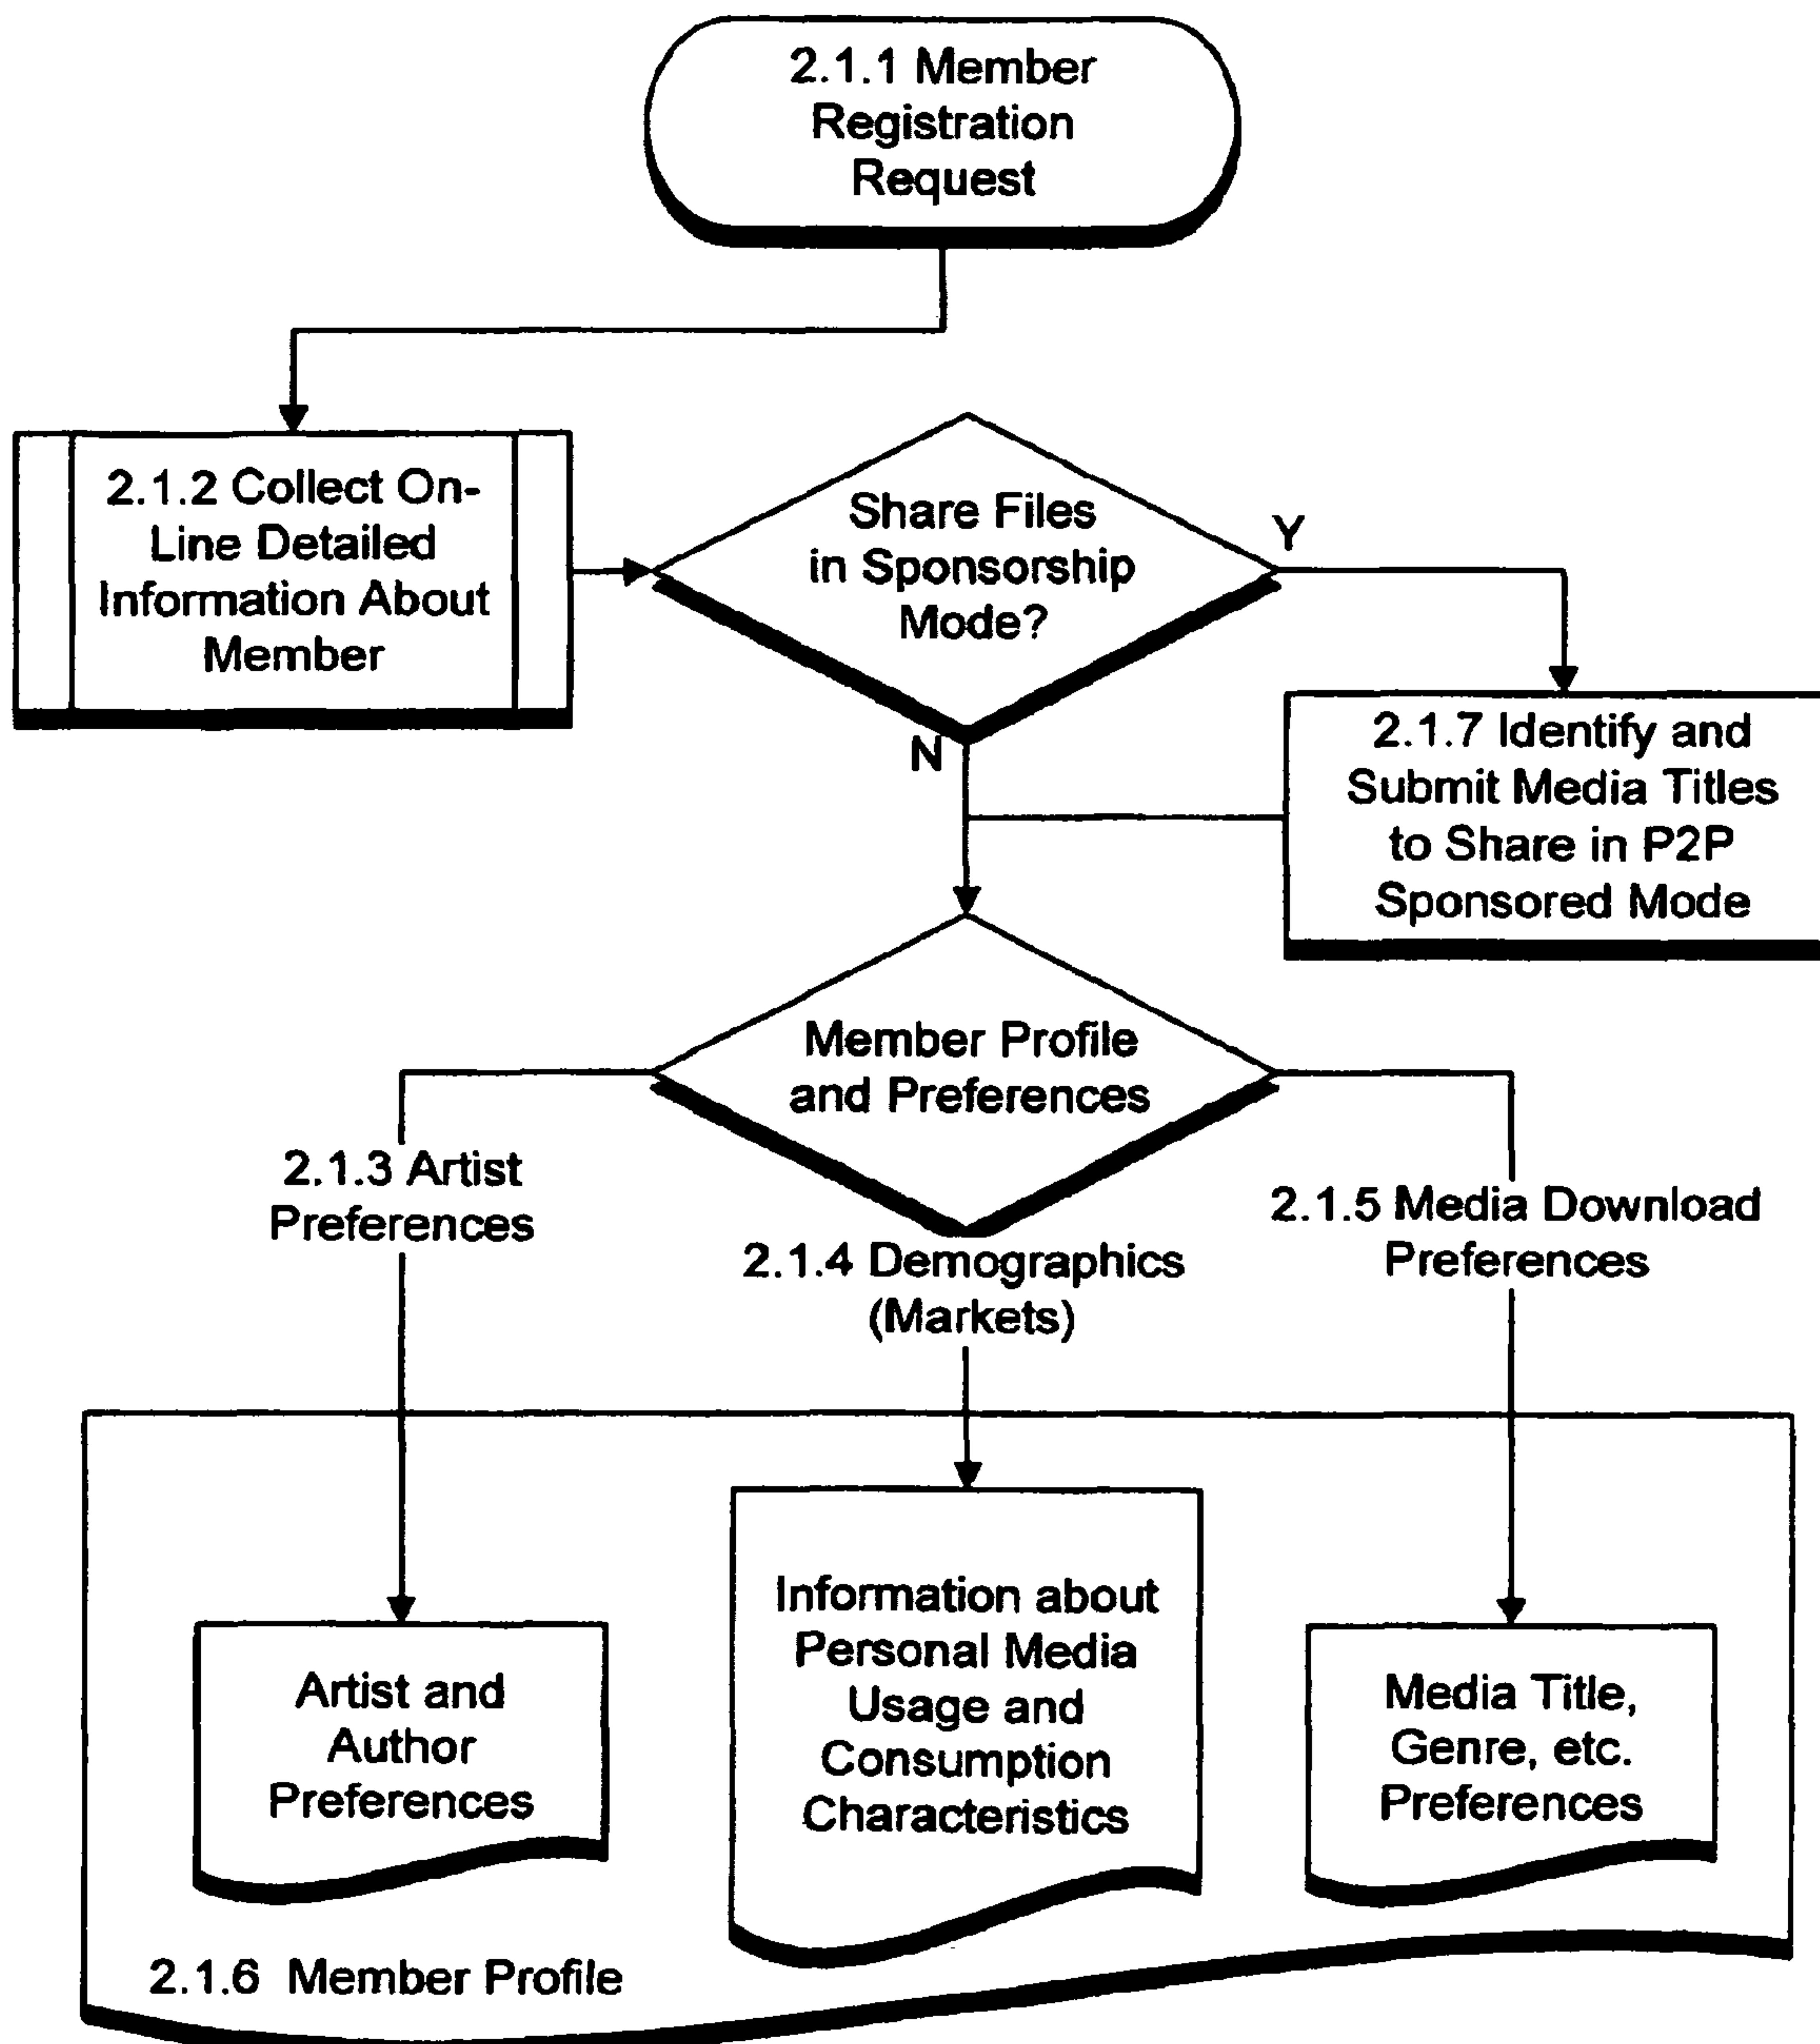 2.1.1 Member
Registration
Request
2.1.2 Collect On-
Line Detailed
Information About
Member
Share Files
in Sponsorship
Mode?
Y
N
2.1.7 Identify and
Submit Media Titles
to Share in P2P
Sponsored Mode
Member Profile
and Preferences
2.1.3 Artist
Preferences
2.1.4 Demographics
(Markets)
2.1.5 Media Download
Preferences
Artist and
Author
Preferences
Information about
Personal Media
Usage and
Consumption
Characteristics
Media Title,
Genre, etc.
Preferences
2.1.6 Member Profile